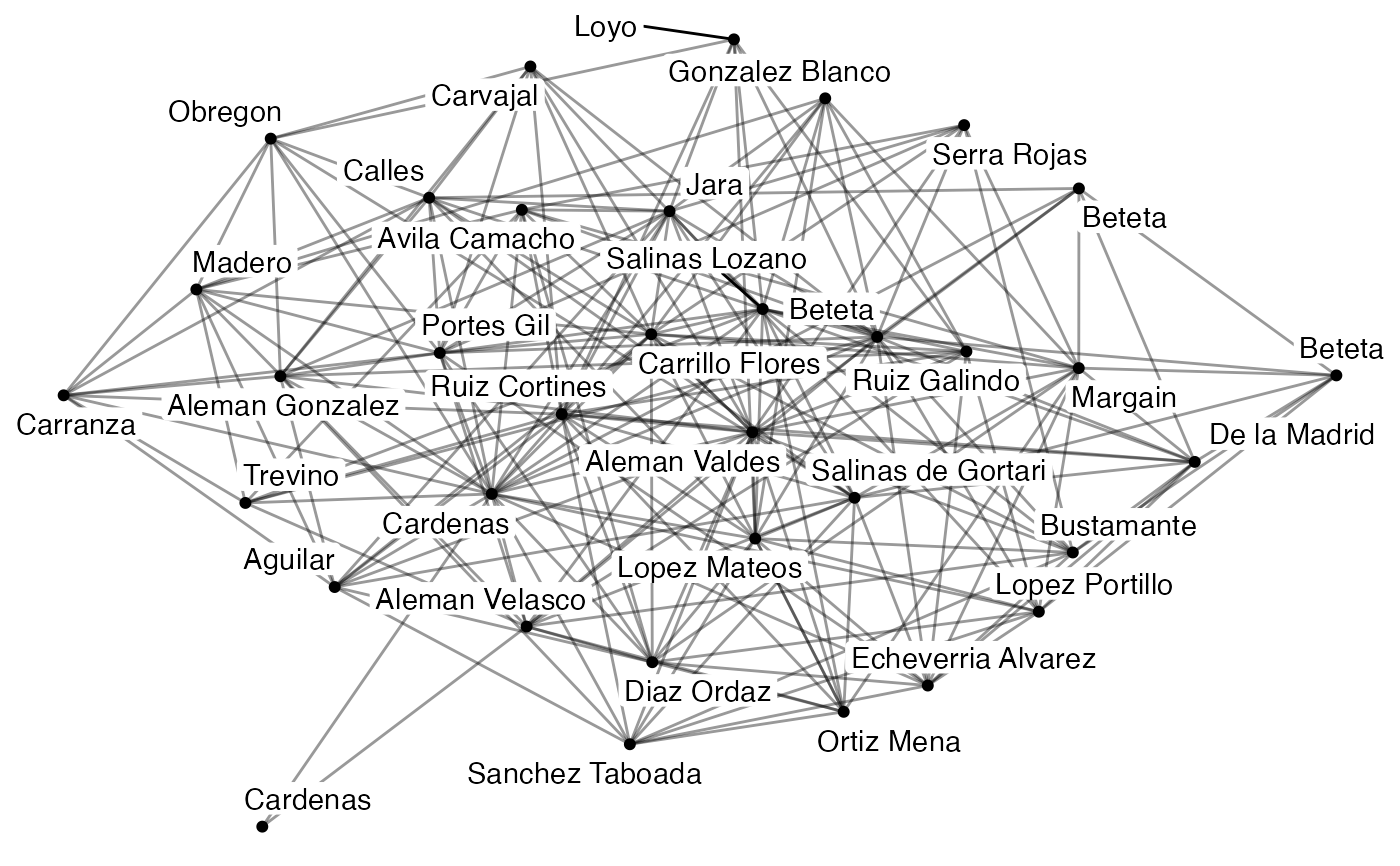 Loyo
Gonzalez Blanco
Carvajal
Obregon
Serra Rojas
Calles
Jara
Beteta
Avila Camacho
Salinas Lozano
Madero
Beteta
Portes Gil
Beteta
Carrillo Flores
Ruiz Galindo
Ruiz Cortines
Margain
Aleman Gonzalez
Carranza
De la Madrid
Aleman Valdes
Salinas de Gortari
Trevino
Cardenas
Bustamante
Aguilar
Lopez Mateos
Lopez Portillo
Aleman Velasco
Echeverria Alvarez
Diaz Ordaz
Ortiz Mena
Sanchez Taboada
Cardenas